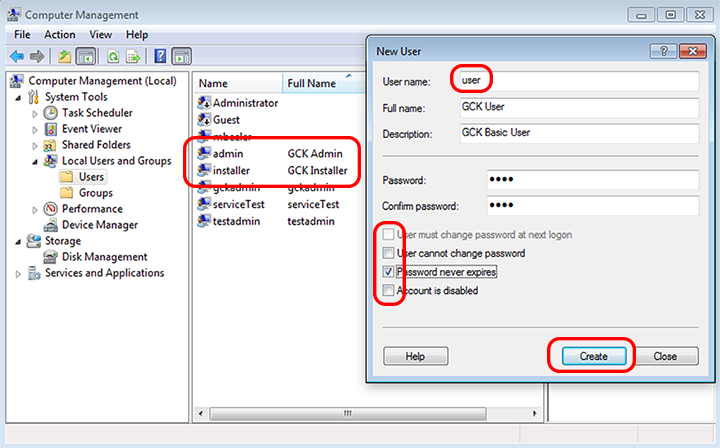 Computer Management
File Action View Help
Computer Management (Local)
System Tools
Task Scheduler
Event Viewer
Shared Folders
Local Users and Groups
Users
Groups
Performance
Device Manager
Storage
Disk Management
Services and Applications
Name Full Name
Administrator
Guest
mbeeler
admin GCK Admin
installer GCK Installer
gckadmin gckadmin
serviceTest serviceTest
testadmin testadmin
New User
User name: user
Full name: GCK User
Description: GCK Basic User
Password: ••••
Confirm password: ••••
User must change password at next logon
User cannot change password
Password never expires
Account is disabled
Help Create Close